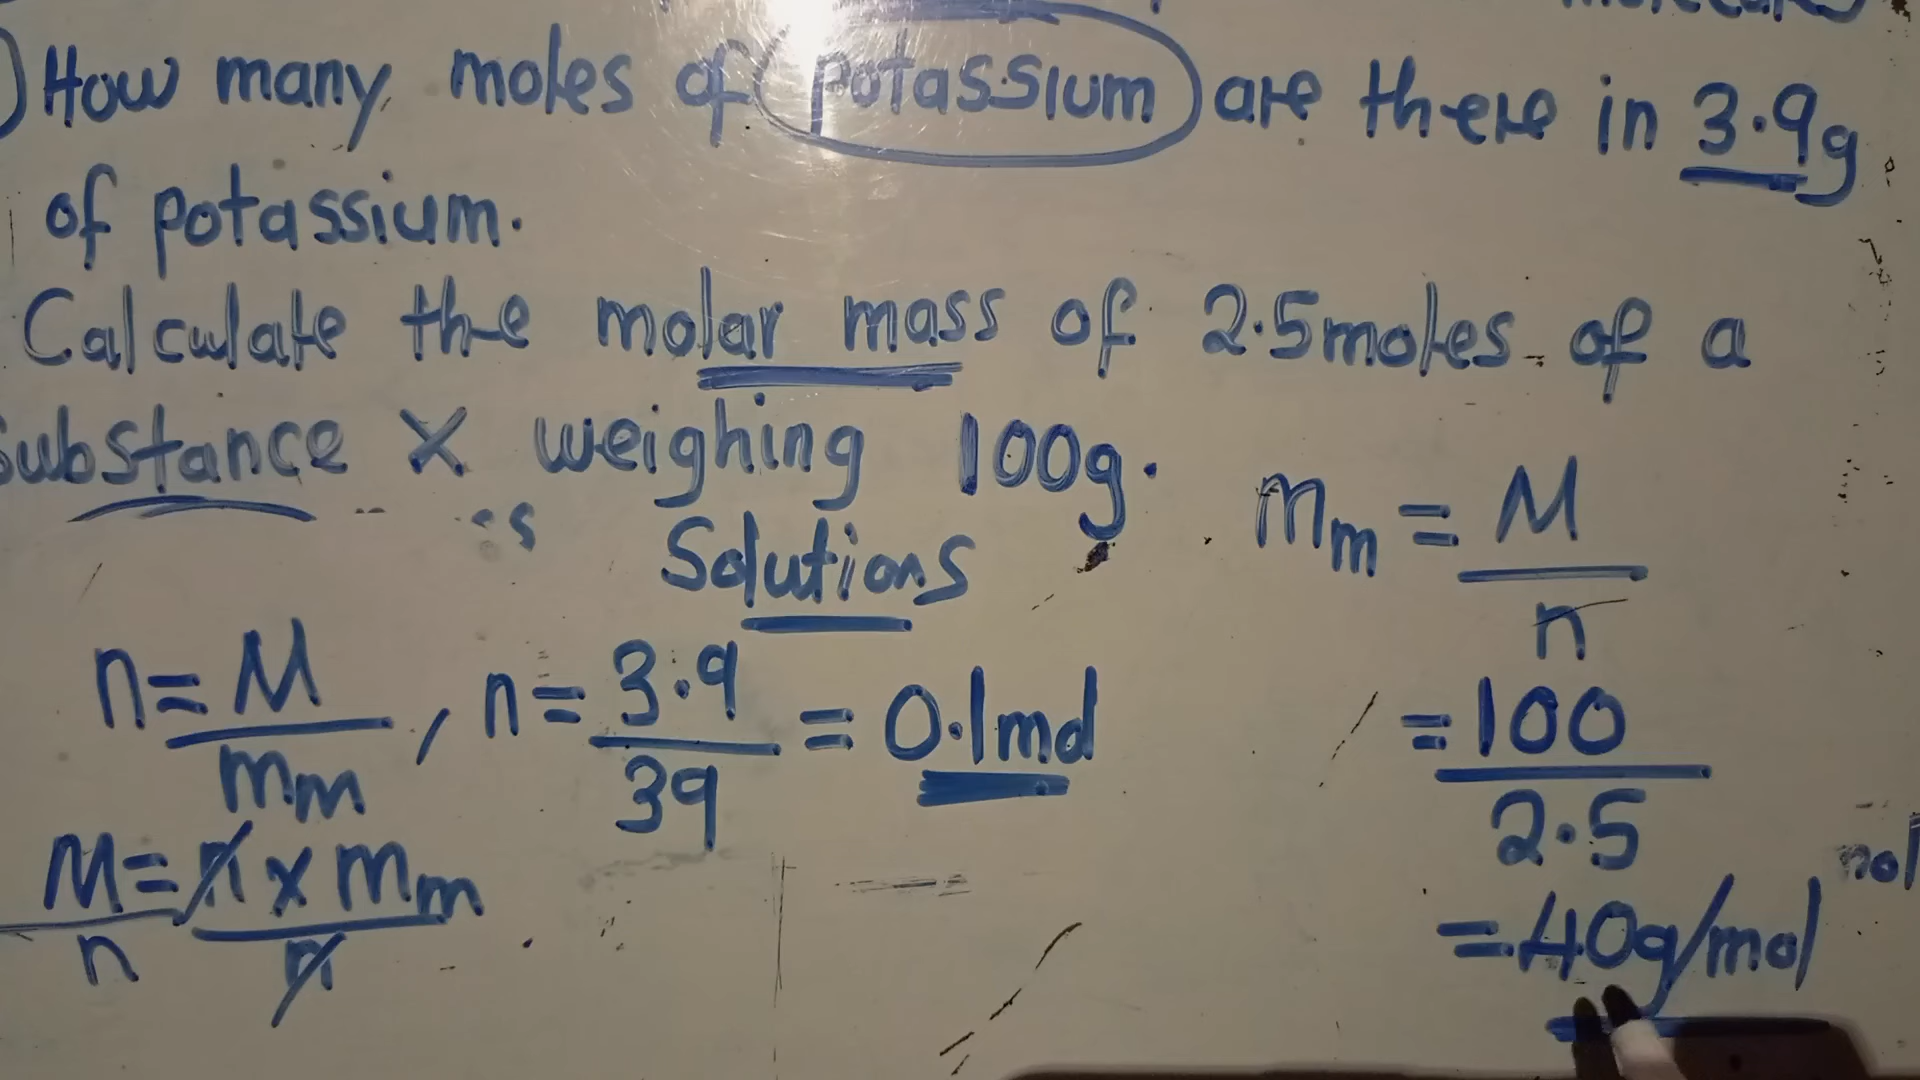 How many moles of potassium are there in 3.9g
of potassium.
Calculate the molar mass of 2.5moles of a
Substance X weighing 100g.
Solutions
n = M / mm , n = 3.9 / 39 = 0.1mol
M / n = n x mm / n
mm = M / n
= 100 / 2.5
= 40g/mol